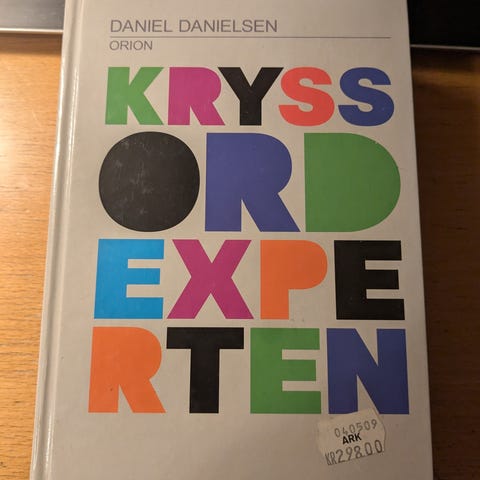 DANIEL DANIELSEN
ORION
KRYSS
ORD
EXPE
RTEN
040509
ARK
KR298.00